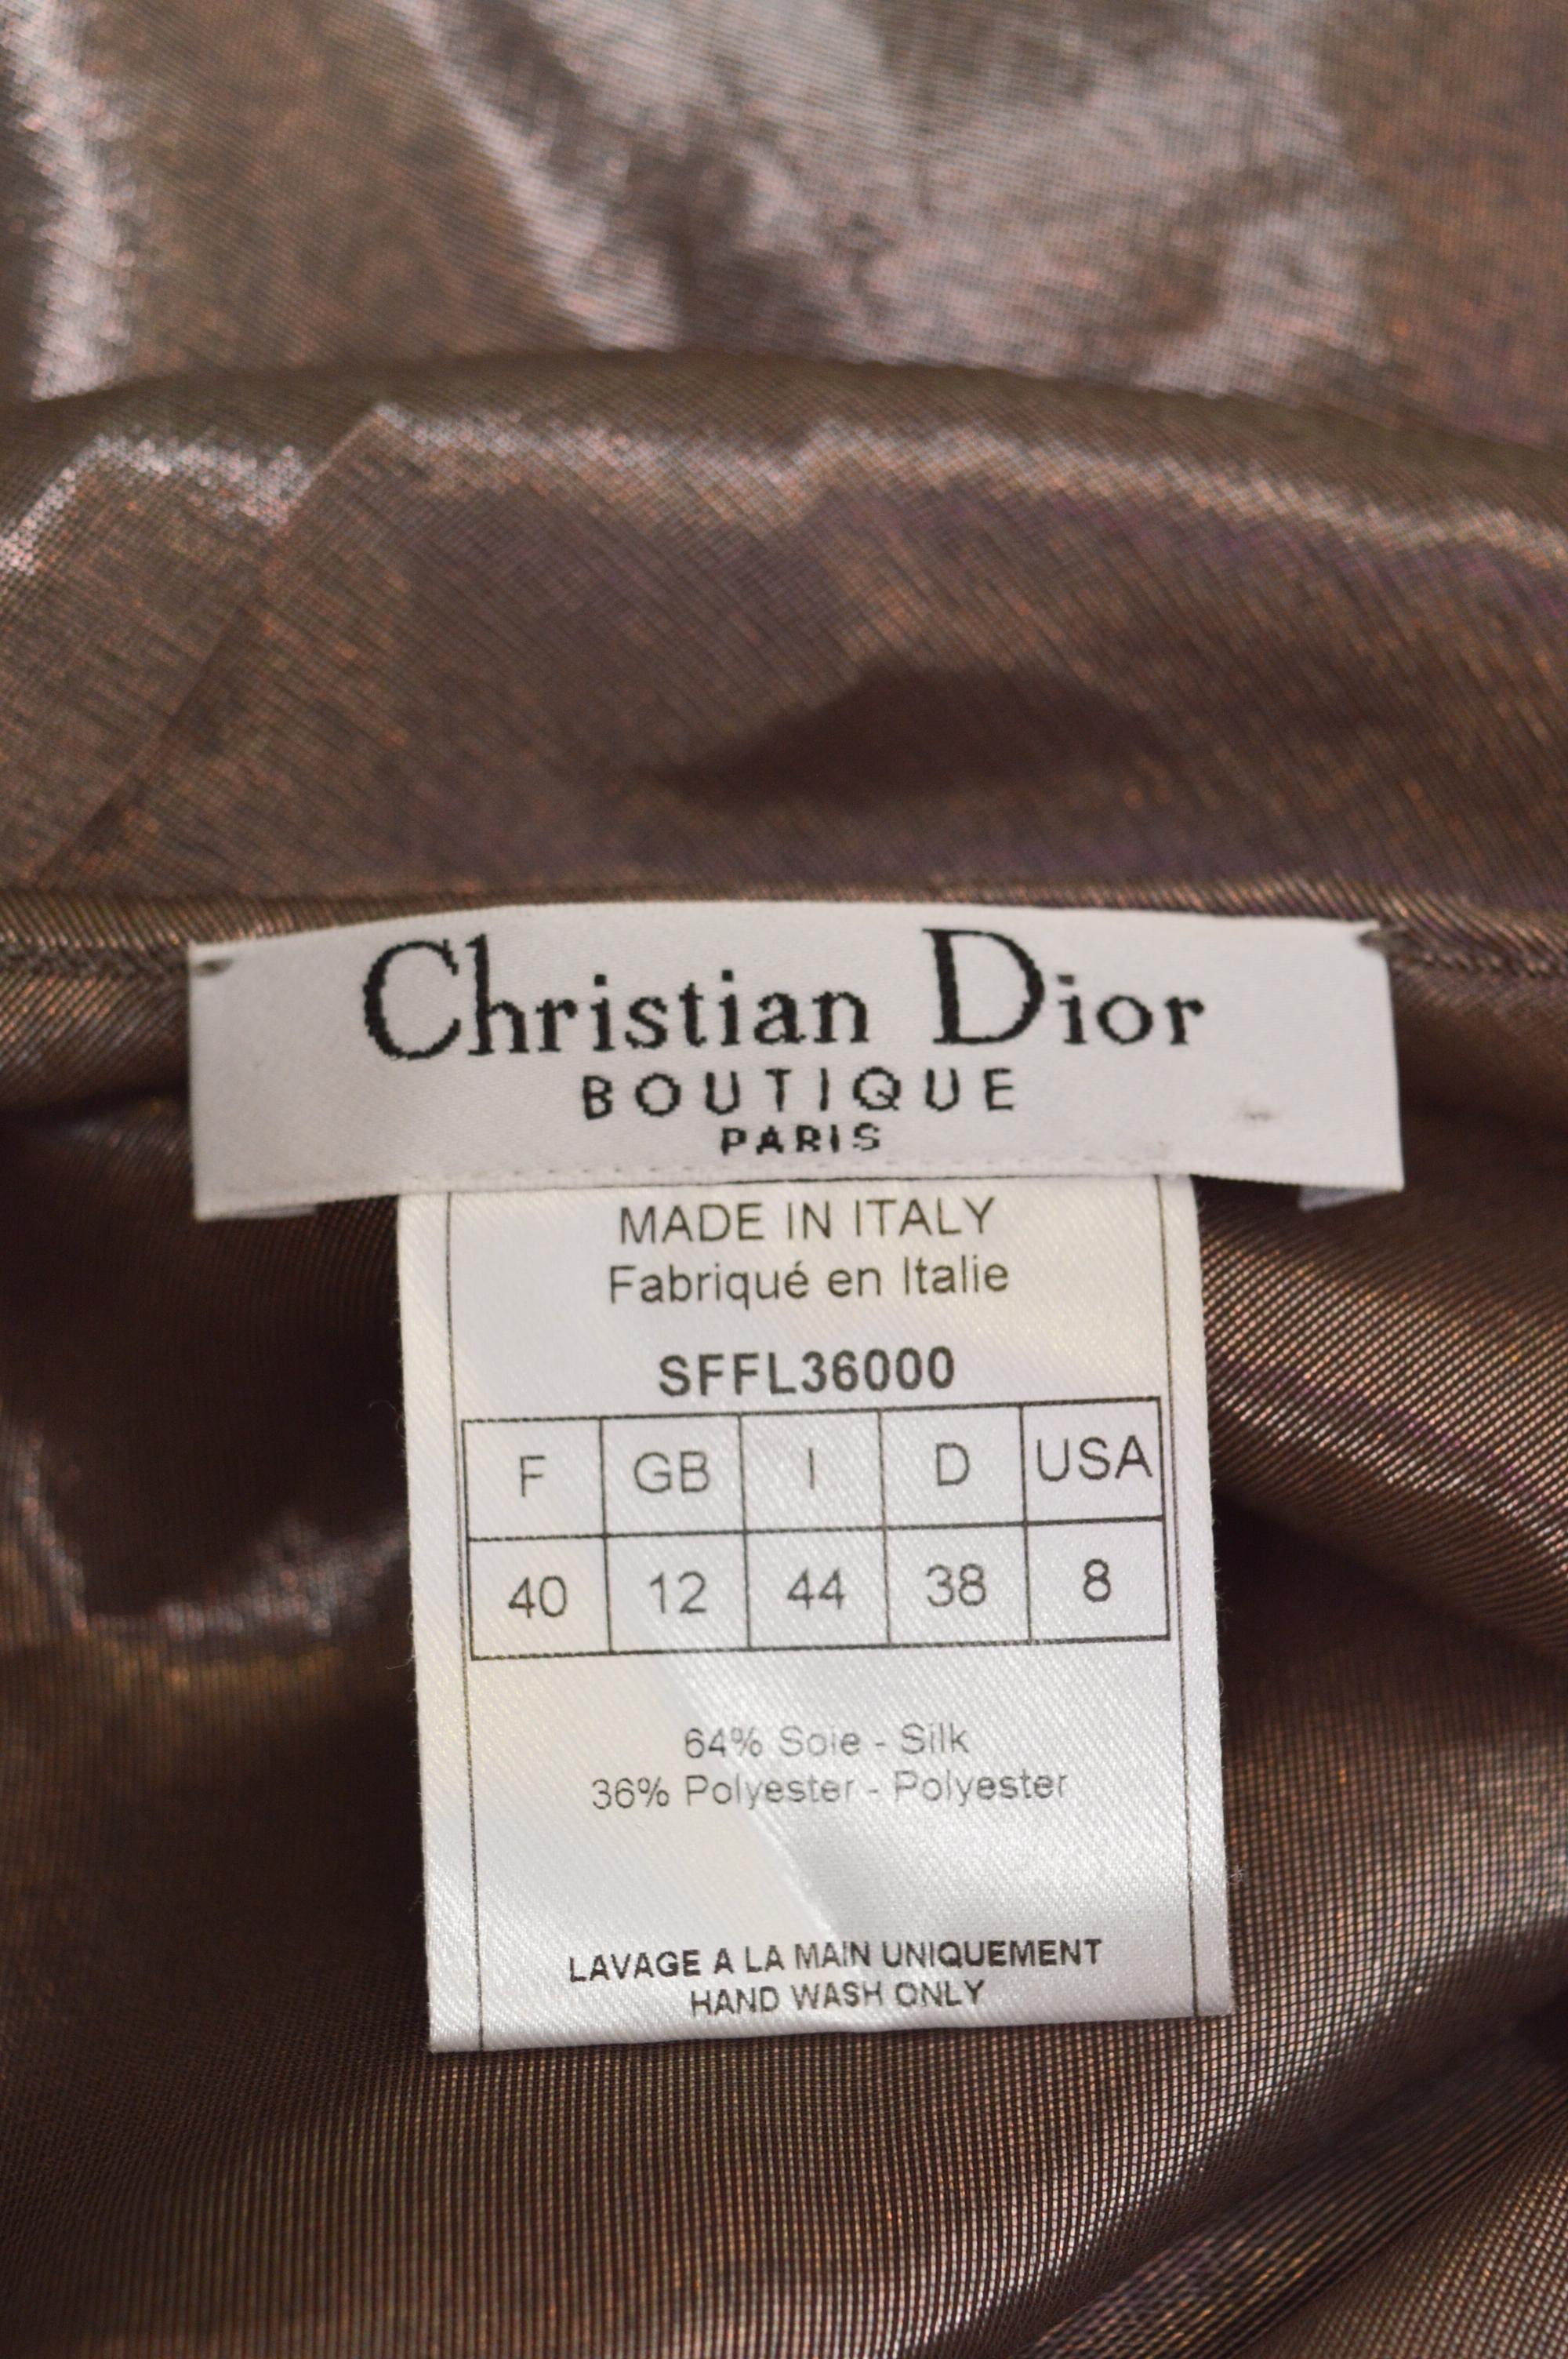 Christian Dior
BOUTIQUE
PARIS
MADE IN ITALY
Fabriqué en Italie
SFFL36000
F GB I D USA
40 12 44 38 8
64% Soie - Silk
36% Polyester - Polyester
LAVAGE A LA MAIN UNIQUEMENT
HAND WASH ONLY